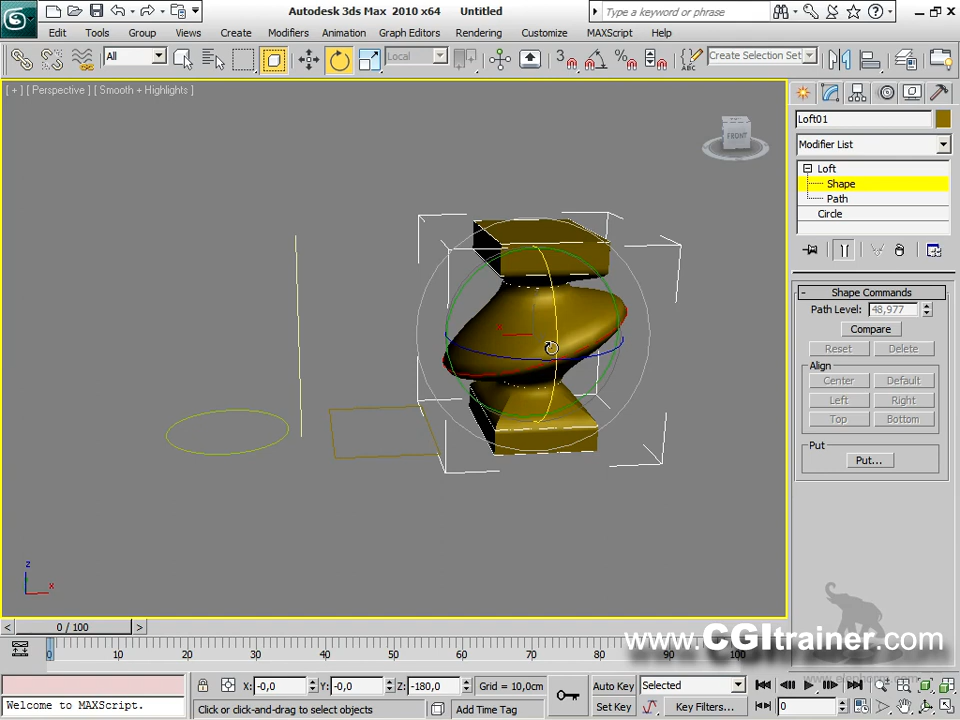 Autodesk 3ds Max 2010 x64 Untitled
Type a keyword or phrase
Edit Tools Group Views Create Modifiers Animation Graph Editors Rendering Customize MAXScript Help
All
Local
3
Create Selection Set
[ + ] [ Perspective ] [ Smooth + Highlights ]
FRONT
Loft01
Modifier List
Loft
Shape
Path
Circle
- Shape Commands
Path Level: 48,977
Compare
Reset Delete
Align
Center Default
Left Right
Top Bottom
Put
Put...
x
z
x
< 0 / 100 >
0 10 20 30 40 50 60 70 80 90
www.CGItrainer.com
X: -0,0 Y: -0,0 Z: -180,0 Grid = 10,0cm Auto Key Selected
Welcome to MAXScript. Click or click-and-drag to select objects Add Time Tag Set Key Key Filters... 0